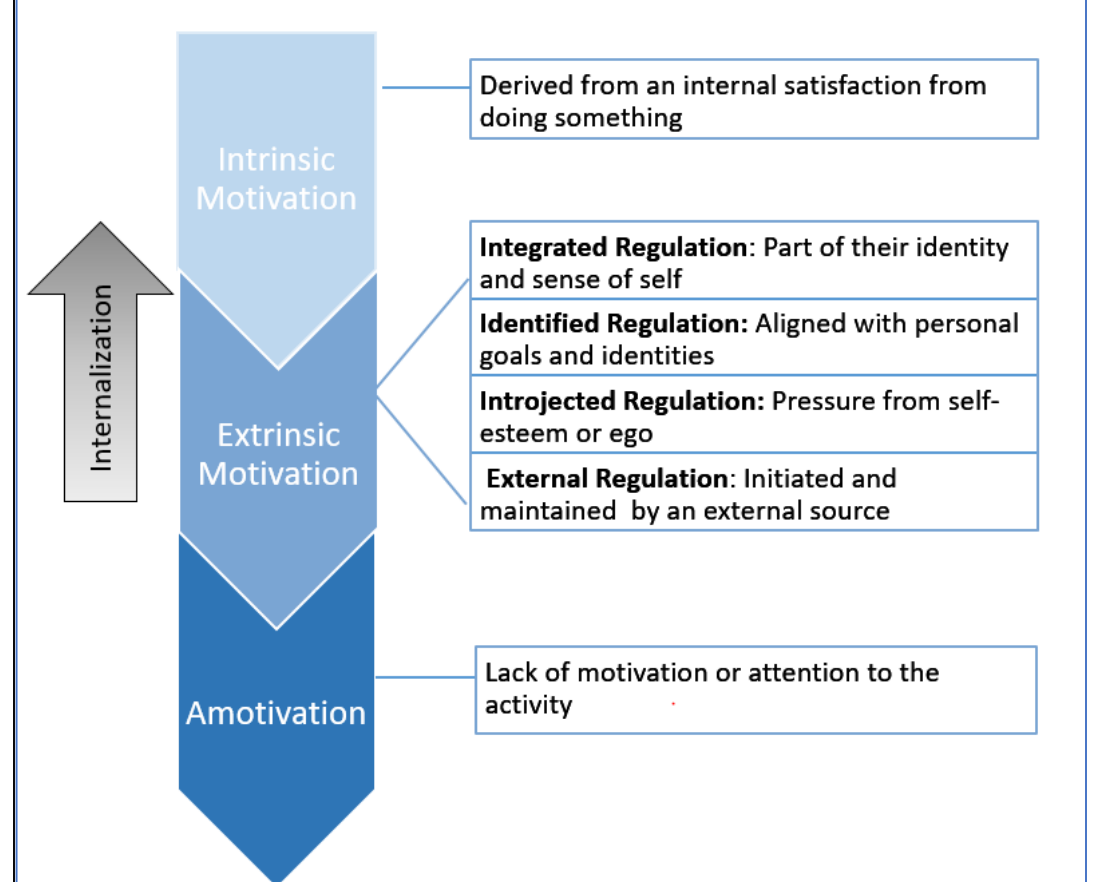 Derived from an internal satisfaction from
doing something
Intrinsic
Motivation
Integrated Regulation: Part of their identity
and sense of self
Identified Regulation: Aligned with personal
goals and identities
Introjected Regulation: Pressure from self-
esteem or ego
External Regulation: Initiated and
maintained by an external source
Internalization
Extrinsic
Motivation
Lack of motivation or attention to the
activity
Amotivation